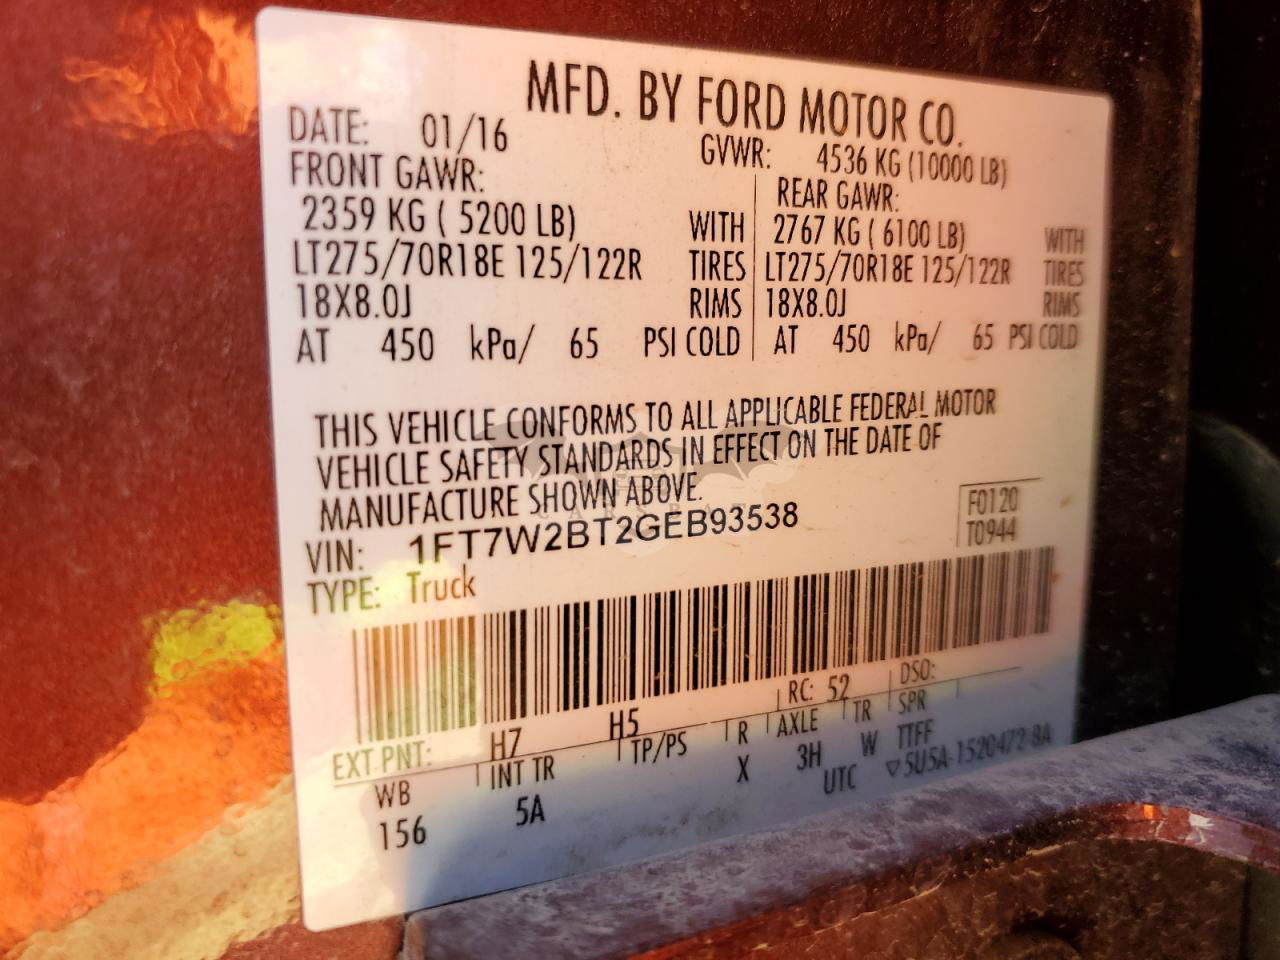 MFD. BY FORD MOTOR CO.
DATE: 01/16 GVWR: 4536 KG (10000 LB)
FRONT GAWR: REAR GAWR:
2359 KG ( 5200 LB) WITH 2767 KG ( 6100 LB) WITH
LT275/70R18E 125/122R TIRES LT275/70R18E 125/122R TIRES
18X8.0J RIMS 18X8.0J RIMS
AT 450 kPa/ 65 PSI COLD AT 450 kPa/ 65 PSI COLD
THIS VEHICLE CONFORMS TO ALL APPLICABLE FEDERAL MOTOR
VEHICLE SAFETY STANDARDS IN EFFECT ON THE DATE OF
MANUFACTURE SHOWN ABOVE.
VIN: 1FT7W2BT2GEB93538 F0120
TYPE: Truck T0944
EXT PNT: H7 H5 RC: 52 DSO:
WB INT TR TP/PS R AXLE TR SPR
156 5A X 3H W TTFF
UTC ▽5U5A-1520472-BA